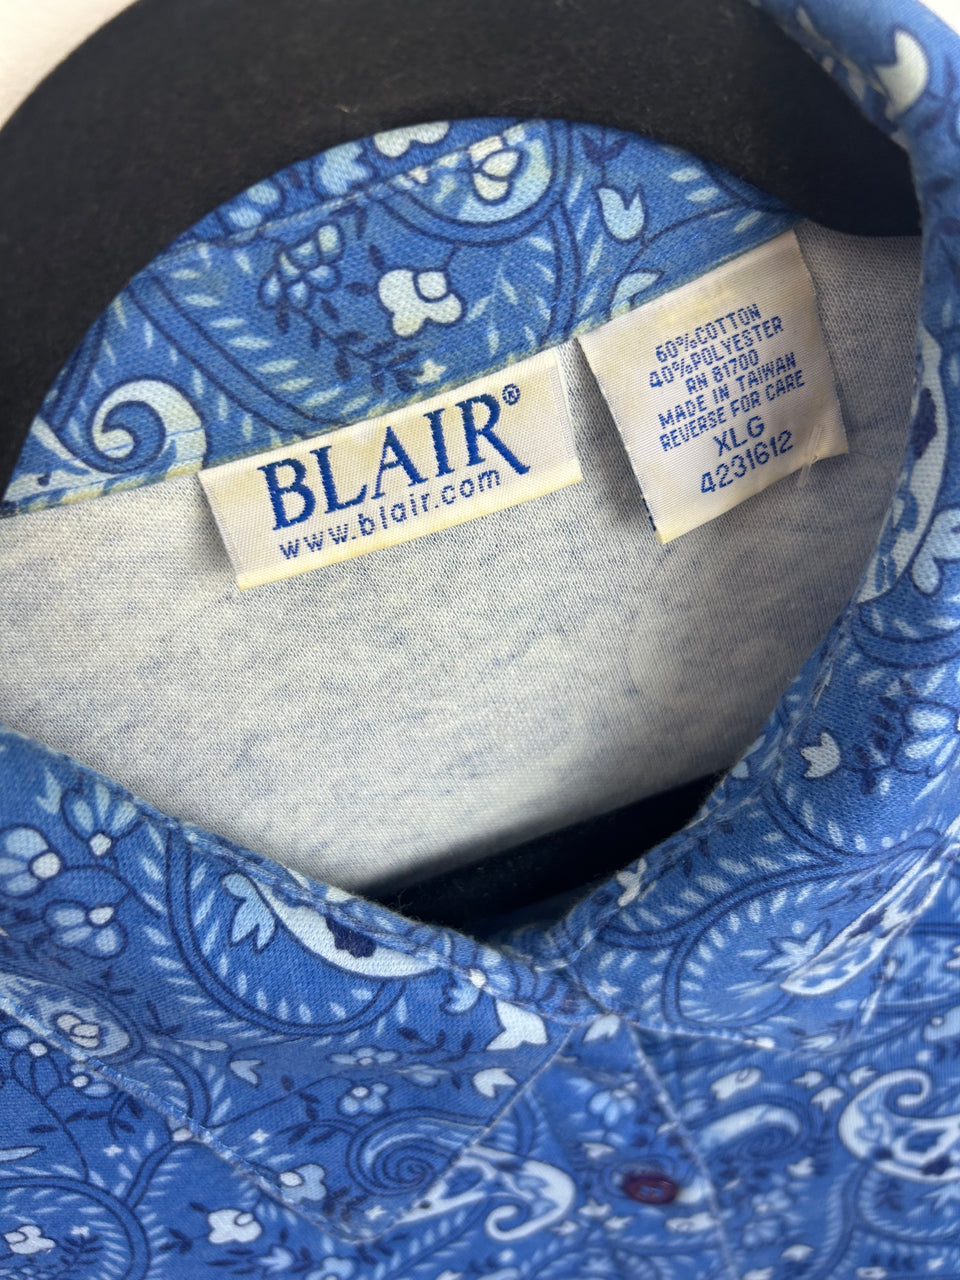 BLAIR®
www.blair.com
60%COTTON
40%POLYESTER
RN 81700
MADE IN TAIWAN
REVERSE FOR CARE
XLG
4231612